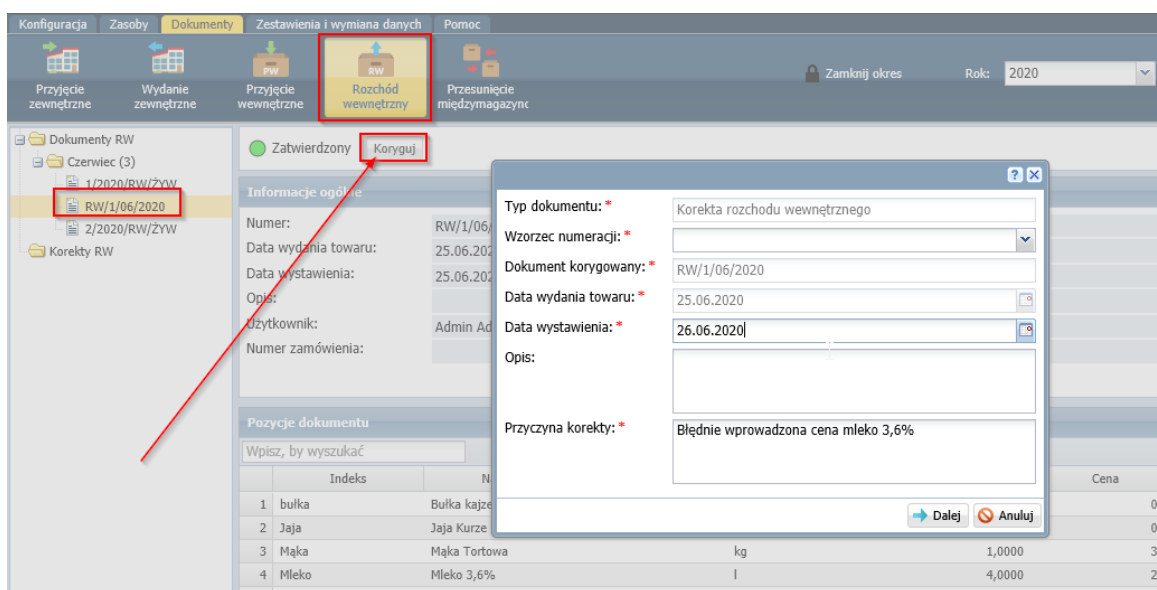 Konfiguracja Zasoby Dokumenty Zestawienia i wymiana danych Pomoc
PW RW
Przyjęcie zewnętrzne Wydanie zewnętrzne Przyjęcie wewnętrzne Rozchód wewnętrzny Przesunięcie międzymagazync
Zamknij okres Rok: 2020
Dokumenty RW
Czerwiec (3)
1/2020/RW/ŻYW
RW/1/06/2020
2/2020/RW/ŻYW
Korekty RW
Zatwierdzony Koryguj
Informacje ogólne
Numer: RW/1/06/
Data wydania towaru: 25.06.202
Data wystawienia: 25.06.202
Opis:
Użytkownik: Admin Ad
Numer zamówienia:
Typ dokumentu: * Korekta rozchodu wewnętrznego
Wzorzec numeracji: *
Dokument korygowany: * RW/1/06/2020
Data wydania towaru: * 25.06.2020
Data wystawienia: * 26.06.2020
Opis:
Przyczyna korekty: * Błędnie wprowadzona cena mleko 3,6%
Dalej Anuluj
Pozycje dokumentu
Wpisz, by wyszukać
Indeks N Cena
1 bułka Bułka kajze 0
2 Jaja Jaja Kurze 0
3 Mąka Mąka Tortowa kg 1,0000 3
4 Mleko Mleko 3,6% l 4,0000 2